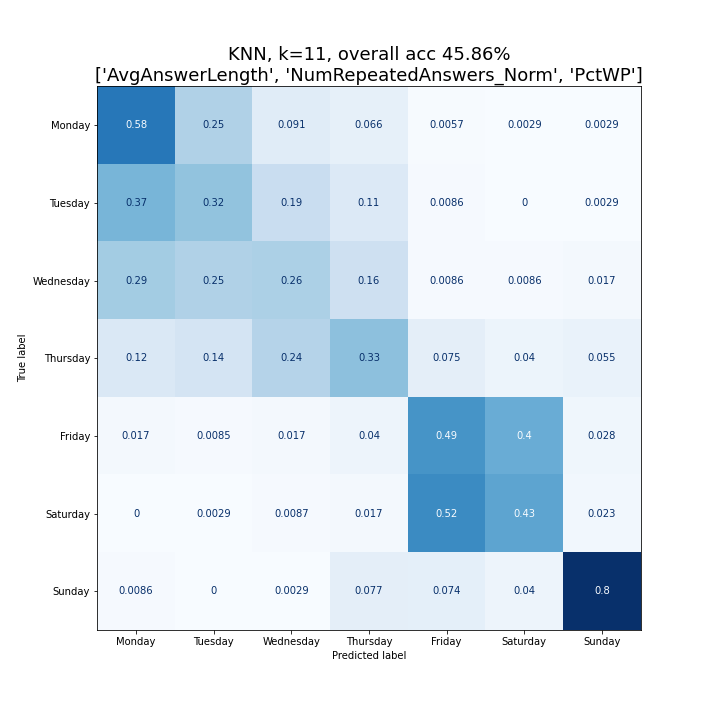 KNN, k=11, overall acc 45.86%
['AvgAnswerLength', 'NumRepeatedAnswers_Norm', 'PctWP']
Monday 0.58 0.25 0.091 0.066 0.0057 0.0029 0.0029
Tuesday 0.37 0.32 0.19 0.11 0.0086 0 0.0029
Wednesday 0.29 0.25 0.26 0.16 0.0086 0.0086 0.017
True label
Thursday 0.12 0.14 0.24 0.33 0.075 0.04 0.055
Friday 0.017 0.0085 0.017 0.04 0.49 0.4 0.028
Saturday 0 0.0029 0.0087 0.017 0.52 0.43 0.023
Sunday 0.0086 0 0.0029 0.077 0.074 0.04 0.8
Monday Tuesday Wednesday Thursday Friday Saturday Sunday
Predicted label